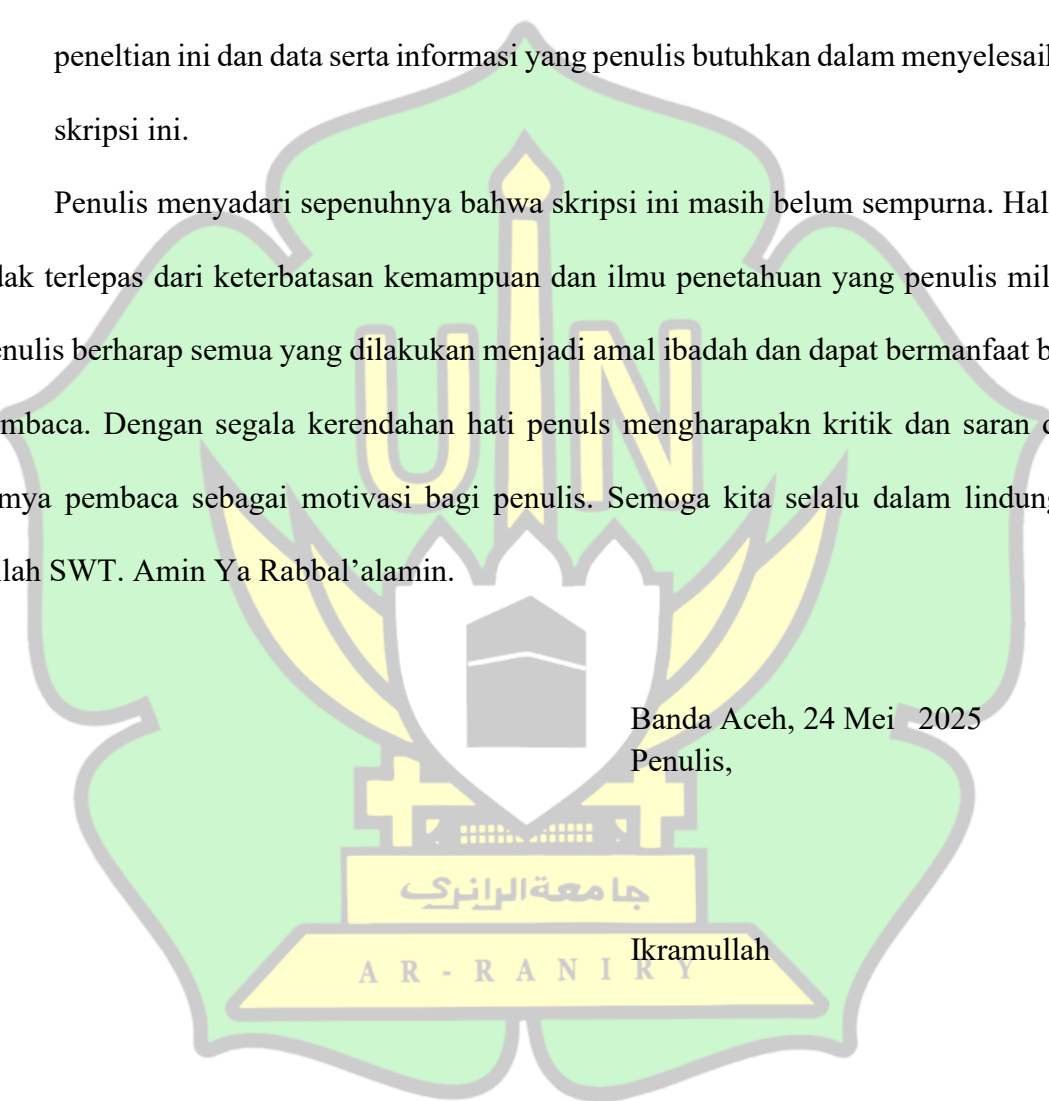 peneltian ini dan data serta informasi yang penulis butuhkan dalam menyelesaik
skripsi ini.
Penulis menyadari sepenuhnya bahwa skripsi ini masih belum sempurna. Hal
dak terlepas dari keterbatasan kemampuan dan ilmu penetahuan yang penulis mil
enulis berharap semua yang dilakukan menjadi amal ibadah dan dapat bermanfaat b
mbaca. Dengan segala kerendahan hati penuls mengharapakn kritik dan saran d
mya pembaca sebagai motivasi bagi penulis. Semoga kita selalu dalam lindung
lah SWT. Amin Ya Rabbal’alamin.
UIN
Banda Aceh, 24 Mei 2025
Penulis,
جامعة الرانري
Ikramullah
AR-RANIRY